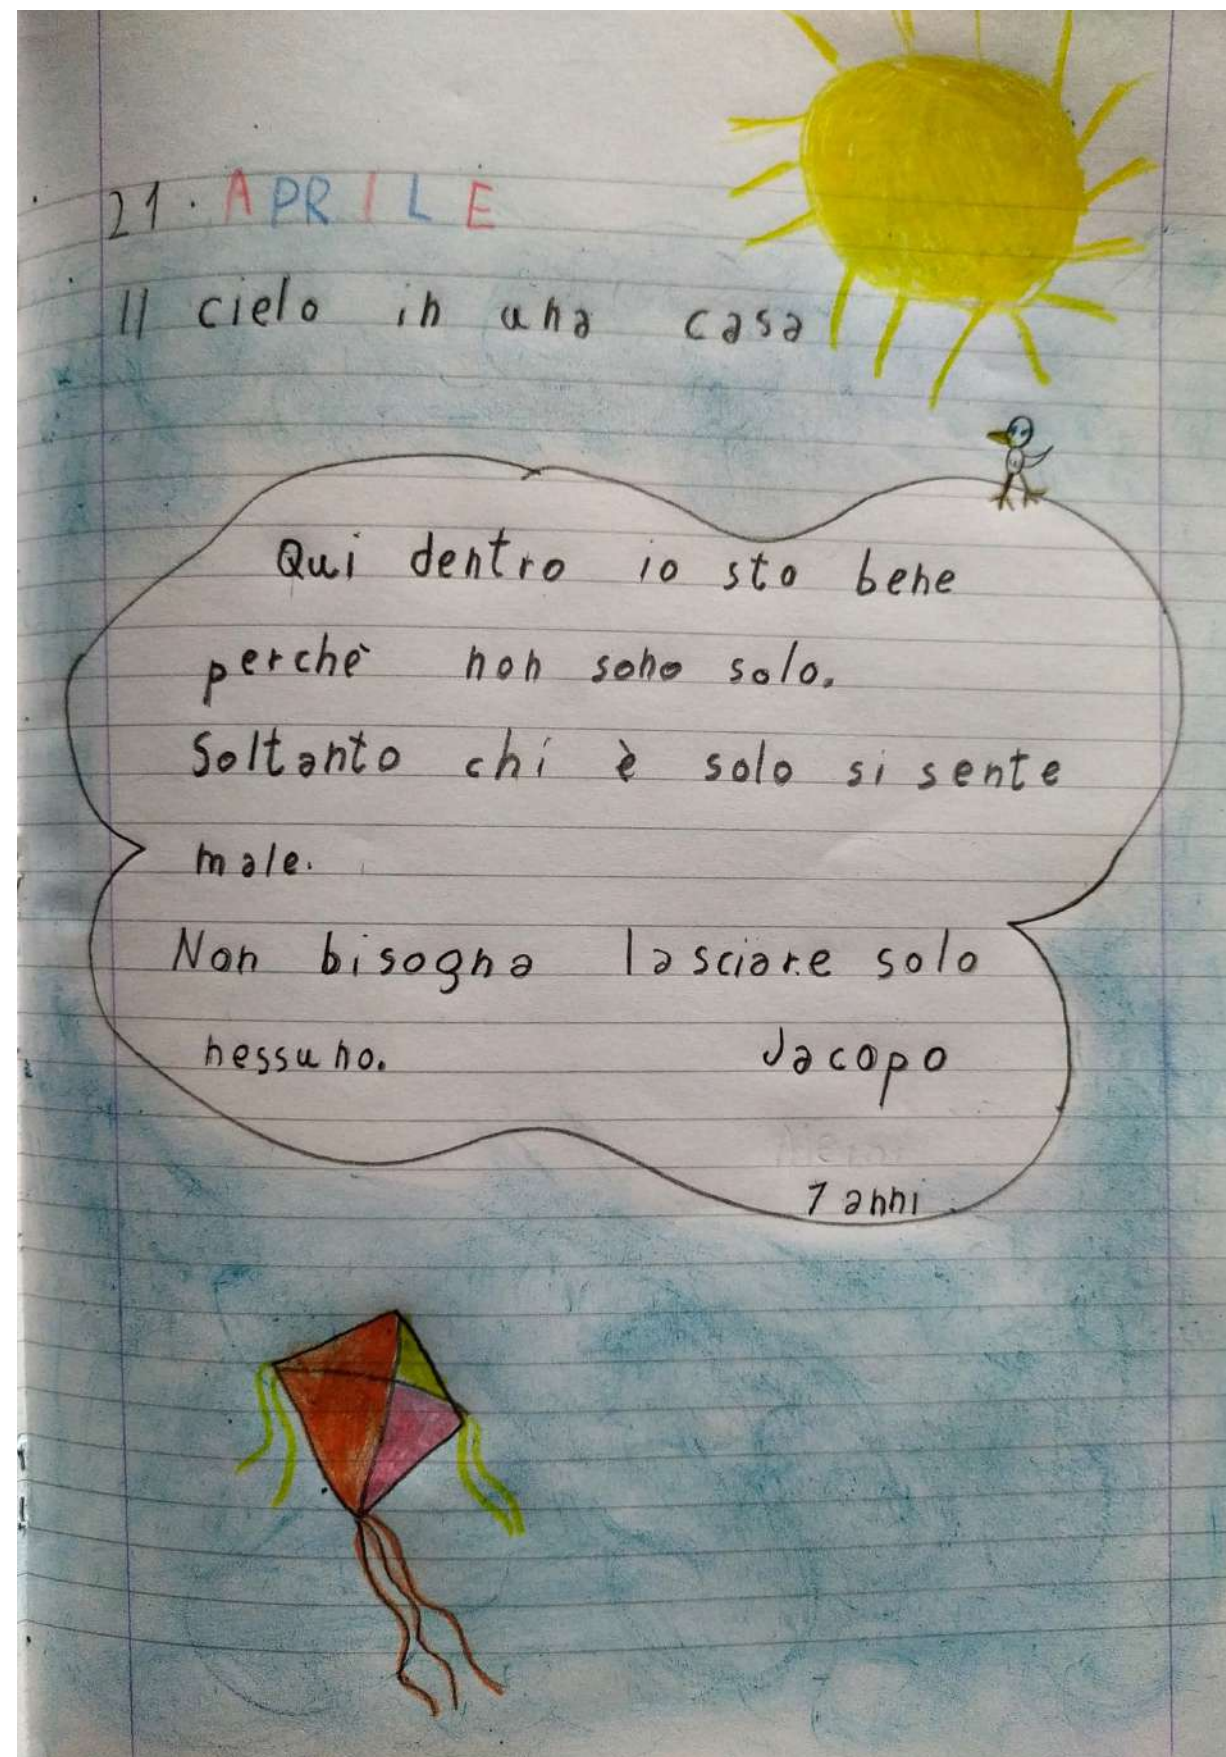 21. APRILE
Il cielo in una casa
Qui dentro io sto bene
perchè non sono solo.
Soltanto chi è solo si sente
male.
Non bisogna lasciare solo
nessuno. Jacopo
7 anni